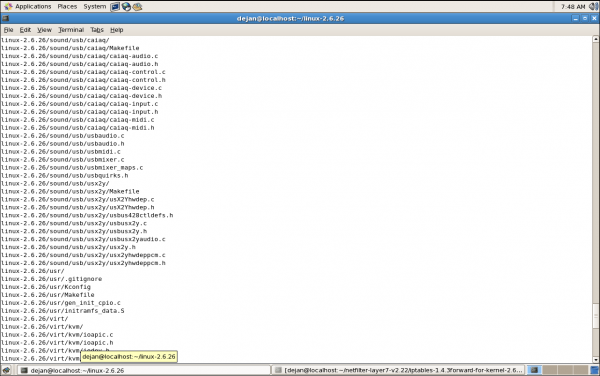 Applications Places System 7:48 AM
dejan@localhost:~/linux-2.6.26
File Edit View Terminal Tabs Help
linux-2.6.26/sound/usb/caiaq/
linux-2.6.26/sound/usb/caiaq/Makefile
linux-2.6.26/sound/usb/caiaq/caiaq-audio.c
linux-2.6.26/sound/usb/caiaq/caiaq-audio.h
linux-2.6.26/sound/usb/caiaq/caiaq-control.c
linux-2.6.26/sound/usb/caiaq/caiaq-control.h
linux-2.6.26/sound/usb/caiaq/caiaq-device.c
linux-2.6.26/sound/usb/caiaq/caiaq-device.h
linux-2.6.26/sound/usb/caiaq/caiaq-input.c
linux-2.6.26/sound/usb/caiaq/caiaq-input.h
linux-2.6.26/sound/usb/caiaq/caiaq-midi.c
linux-2.6.26/sound/usb/caiaq/caiaq-midi.h
linux-2.6.26/sound/usb/usbaudio.c
linux-2.6.26/sound/usb/usbaudio.h
linux-2.6.26/sound/usb/usbmidi.c
linux-2.6.26/sound/usb/usbmixer.c
linux-2.6.26/sound/usb/usbmixer_maps.c
linux-2.6.26/sound/usb/usbquirks.h
linux-2.6.26/sound/usb/usx2y/
linux-2.6.26/sound/usb/usx2y/Makefile
linux-2.6.26/sound/usb/usx2y/usX2Yhwdep.c
linux-2.6.26/sound/usb/usx2y/usX2Yhwdep.h
linux-2.6.26/sound/usb/usx2y/usbus428ctldefs.h
linux-2.6.26/sound/usb/usx2y/usbusx2y.c
linux-2.6.26/sound/usb/usx2y/usbusx2y.h
linux-2.6.26/sound/usb/usx2y/usbusx2yaudio.c
linux-2.6.26/sound/usb/usx2y/usx2y.h
linux-2.6.26/sound/usb/usx2y/usx2yhwdeppcm.c
linux-2.6.26/sound/usb/usx2y/usx2yhwdeppcm.h
linux-2.6.26/usr/
linux-2.6.26/usr/.gitignore
linux-2.6.26/usr/Kconfig
linux-2.6.26/usr/Makefile
linux-2.6.26/usr/gen_init_cpio.c
linux-2.6.26/usr/initramfs_data.S
linux-2.6.26/virt/
linux-2.6.26/virt/kvm/
linux-2.6.26/virt/kvm/ioapic.c
linux-2.6.26/virt/kvm/ioapic.h
linux-2.6.26/virt/kvm/
linux-2.6.26/virt/kvm
dejan@localhost:~/linux-2.6.26
dejan@localhost:~/linux-2.6.26
[dejan@localhost:~/netfilter-layer7-v2.22/iptables-1.4.3forward-for-kernel-2.6...